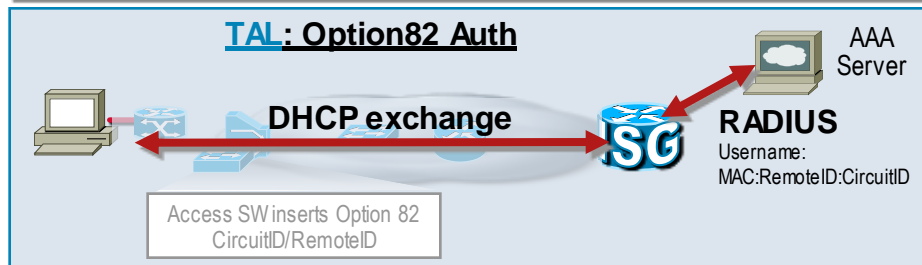 TAL: Option82 Auth
AAA
Server
DHCP exchange
ISG
RADIUS
Username:
MAC:RemoteID:CircuitID
Access SW inserts Option 82
CircuitID/RemoteID